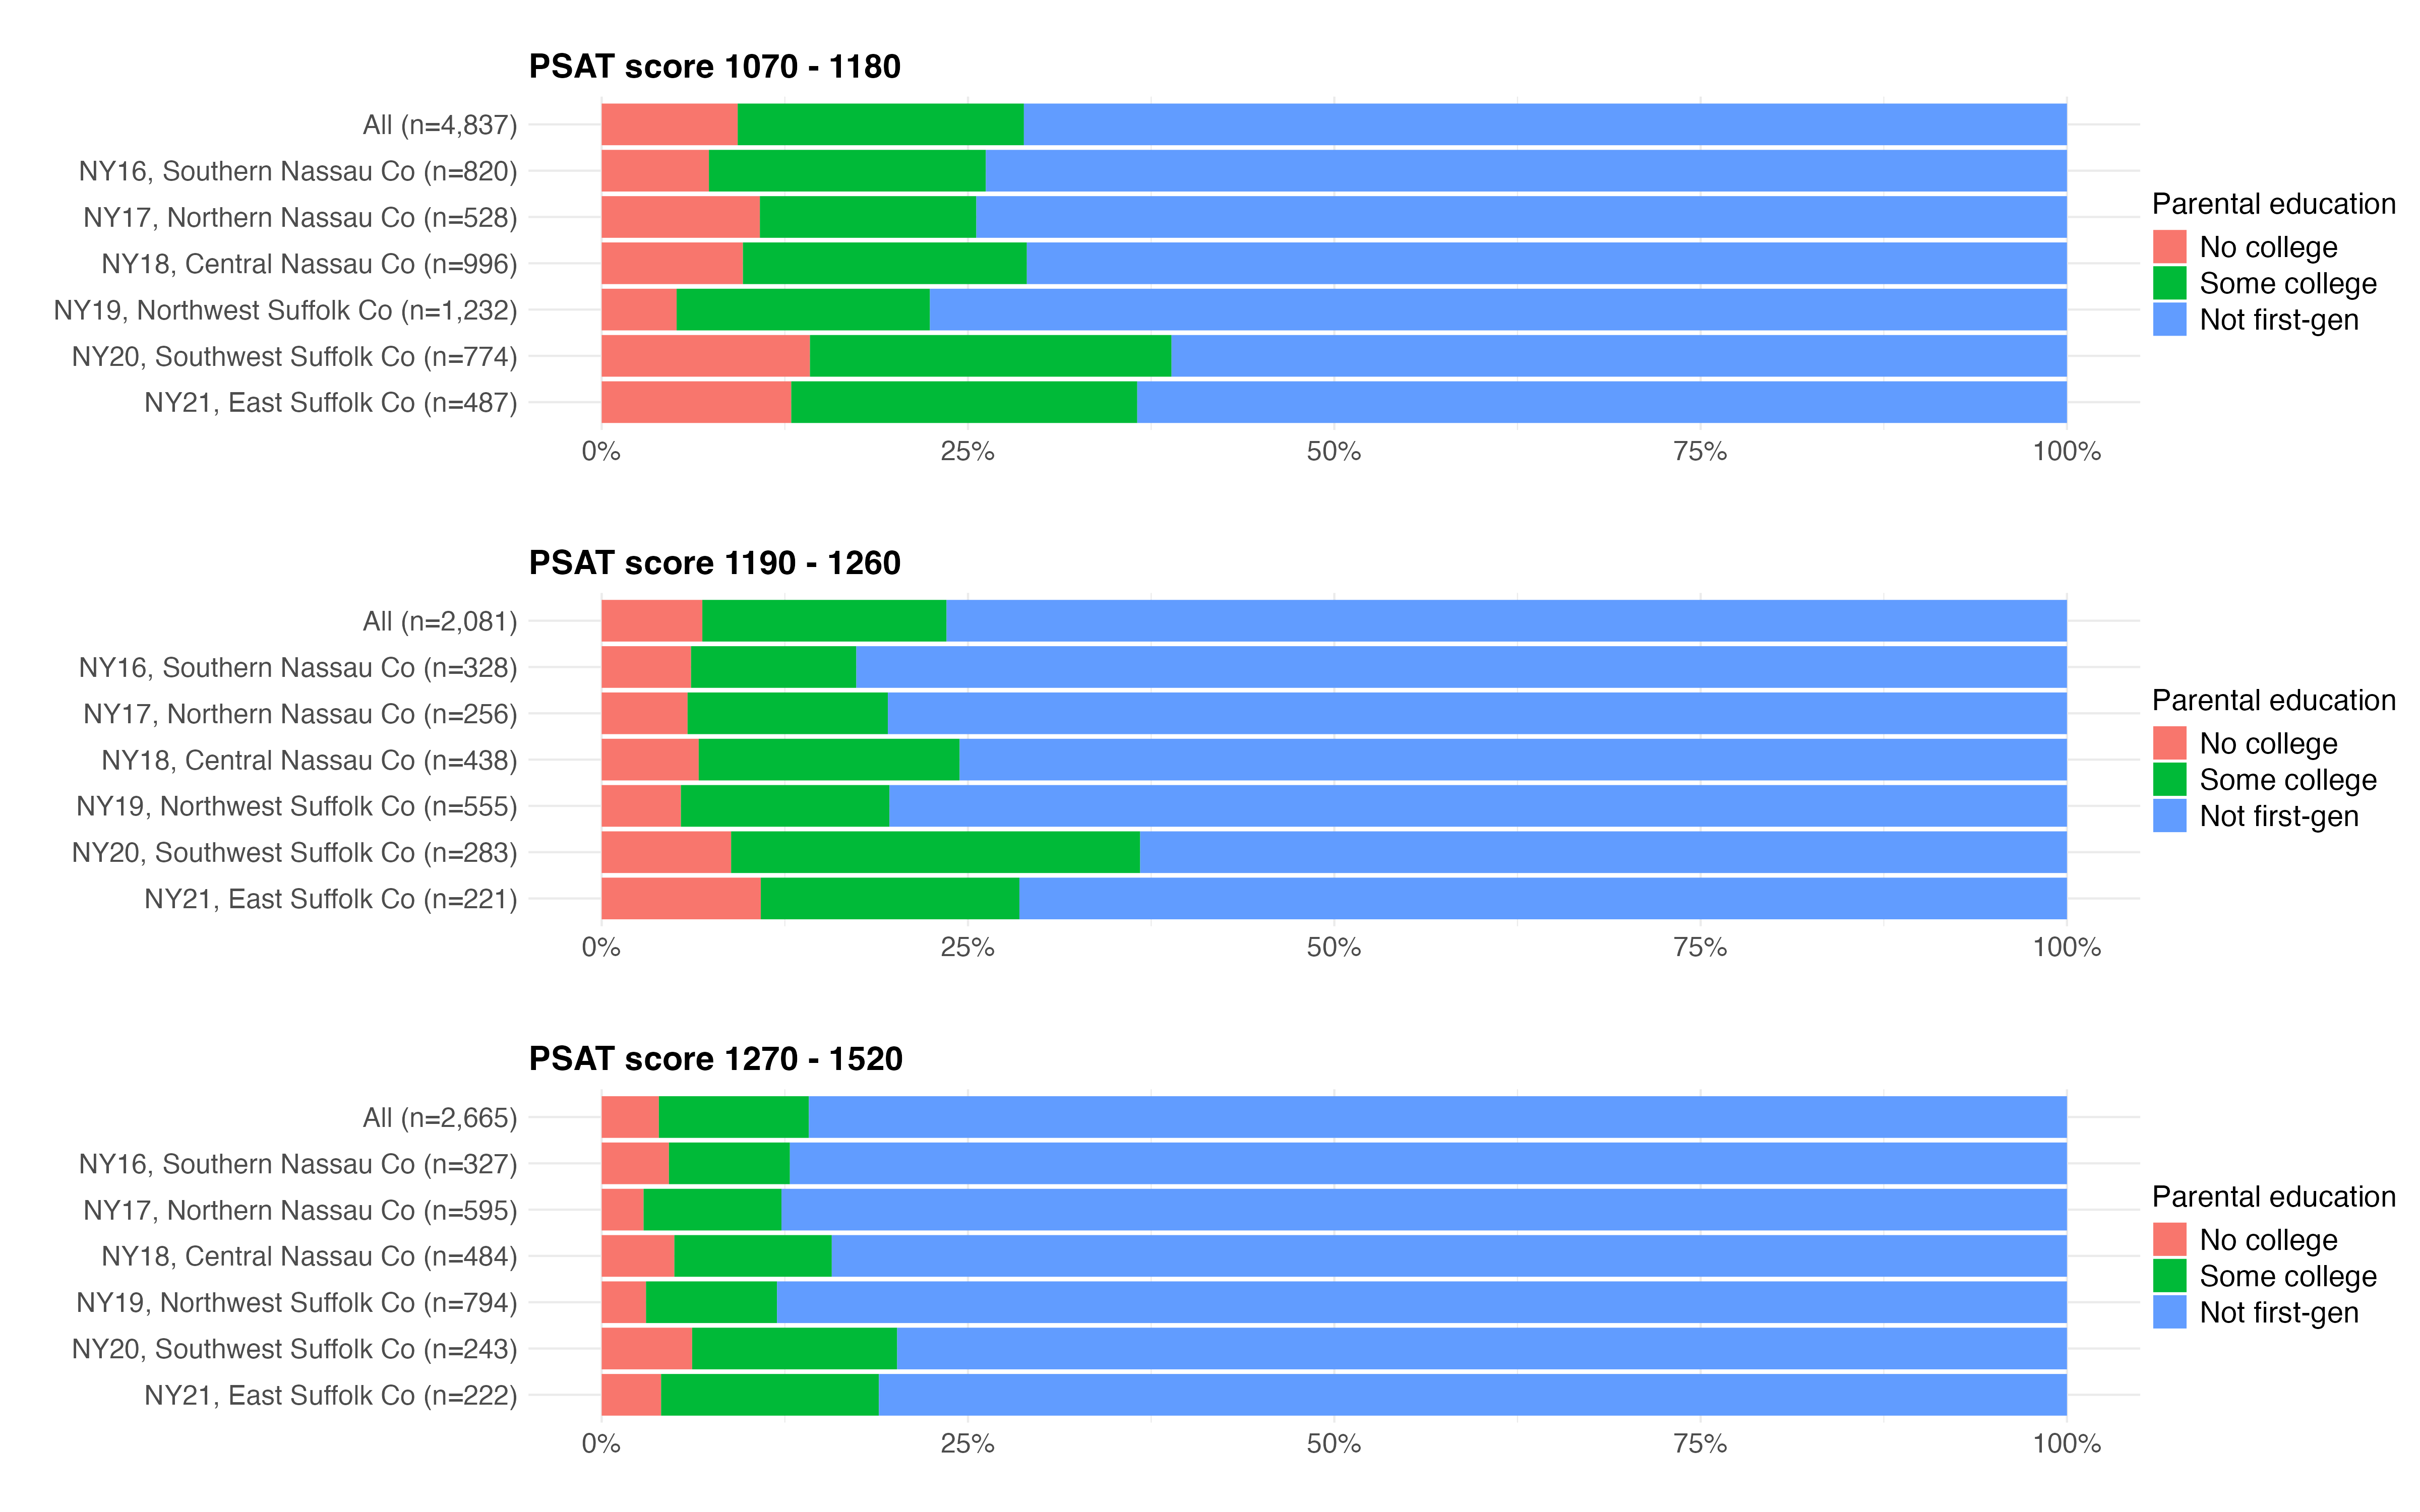 PSAT score 1070 - 1180
All (n=4,837)
NY16, Southern Nassau Co (n=820)
NY17, Northern Nassau Co (n=528)
NY18, Central Nassau Co (n=996)
NY19, Northwest Suffolk Co (n=1,232)
NY20, Southwest Suffolk Co (n=774)
NY21, East Suffolk Co (n=487)
0% 25% 50% 75% 100%
Parental education
No college
Some college
Not first-gen
PSAT score 1190 - 1260
All (n=2,081)
NY16, Southern Nassau Co (n=328)
NY17, Northern Nassau Co (n=256)
NY18, Central Nassau Co (n=438)
NY19, Northwest Suffolk Co (n=555)
NY20, Southwest Suffolk Co (n=283)
NY21, East Suffolk Co (n=221)
0% 25% 50% 75% 100%
Parental education
No college
Some college
Not first-gen
PSAT score 1270 - 1520
All (n=2,665)
NY16, Southern Nassau Co (n=327)
NY17, Northern Nassau Co (n=595)
NY18, Central Nassau Co (n=484)
NY19, Northwest Suffolk Co (n=794)
NY20, Southwest Suffolk Co (n=243)
NY21, East Suffolk Co (n=222)
0% 25% 50% 75% 100%
Parental education
No college
Some college
Not first-gen